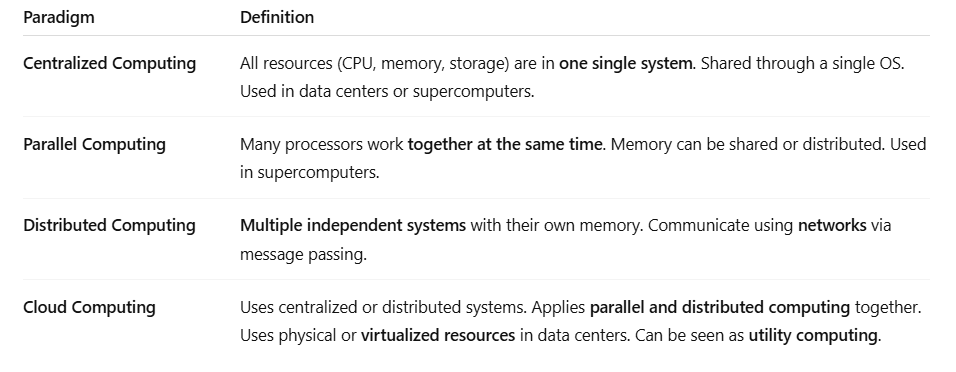 Paradigm Definition
Centralized Computing All resources (CPU, memory, storage) are in one single system. Shared through a single OS.
Used in data centers or supercomputers.
Parallel Computing Many processors work together at the same time. Memory can be shared or distributed. Used
in supercomputers.
Distributed Computing Multiple independent systems with their own memory. Communicate using networks via
message passing.
Cloud Computing Uses centralized or distributed systems. Applies parallel and distributed computing together.
Uses physical or virtualized resources in data centers. Can be seen as utility computing.